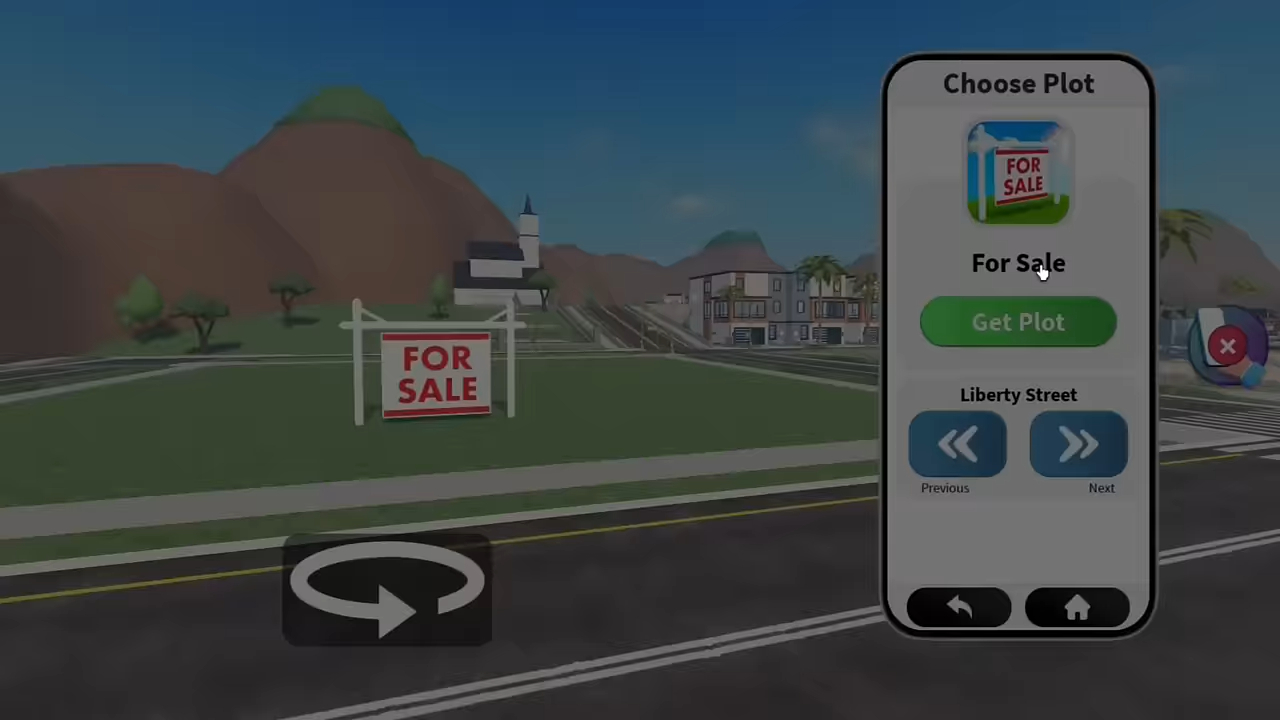 Choose Plot
FOR
SALE
For Sale
Get Plot
Liberty Street
Previous
Next
FOR
SALE